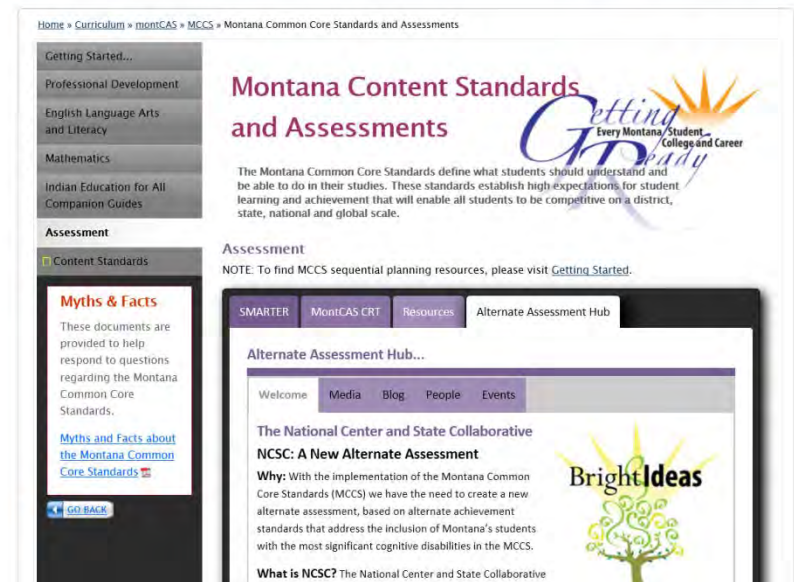 Home » Curriculum » montCAS » MCCS » Montana Common Core Standards and Assessments
Getting Started...
Professional Development
English Language Arts
and Literacy
Mathematics
Indian Education for All
Companion Guides
Assessment
Content Standards
Myths & Facts
These documents are
provided to help
respond to questions
regarding the Montana
Common Core
Standards.
Myths and Facts about
the Montana Common
Core Standards
GO BACK
Montana Content Standards
and Assessments
Getting
Every Montana Student
College and Career
Ready
The Montana Common Core Standards define what students should understand and
be able to do in their studies. These standards establish high expectations for student
learning and achievement that will enable all students to be competitive on a district,
state, national and global scale.
Assessment
NOTE: To find MCCS sequential planning resources, please visit Getting Started.
SMARTER MontCAS CRT Resources Alternate Assessment Hub
Alternate Assessment Hub...
Welcome Media Blog People Events
The National Center and State Collaborative
NCSC: A New Alternate Assessment
Why: With the implementation of the Montana Common
Core Standards (MCCS) we have the need to create a new
alternate assessment, based on alternate achievement
standards that address the inclusion of Montana's students
with the most significant cognitive disabilities in the MCCS.
What is NCSC? The National Center and State Collaborative
BrightIdeas